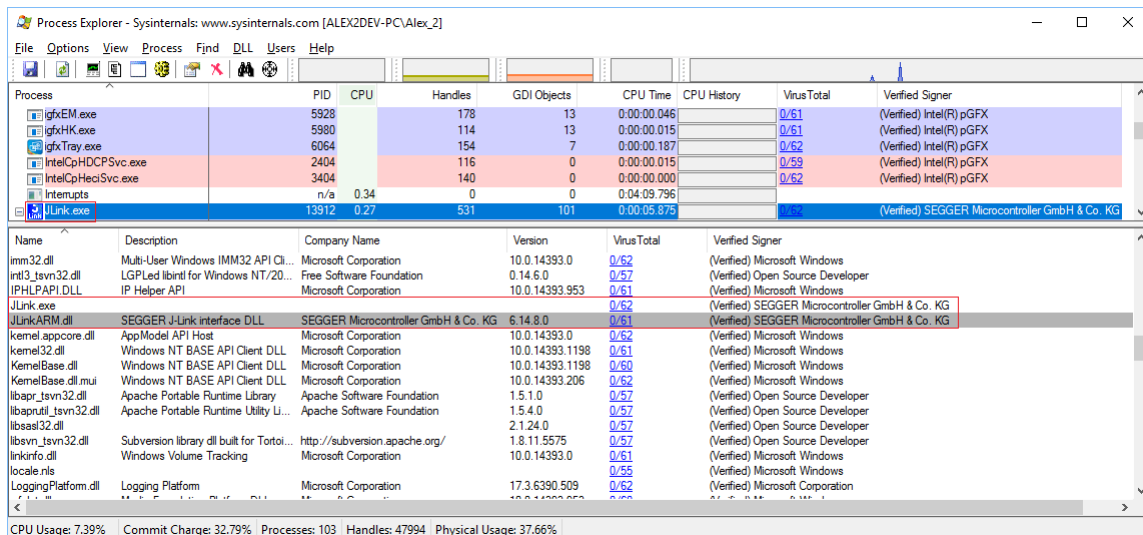 Process Explorer - Sysinternals: www.sysinternals.com [ALEX2DEV-PC\Alex_2]
File Options View Process Find DLL Users Help
Process PID CPU Handles GDI Objects CPU Time CPU History VirusTotal Verified Signer
igfxEM.exe 5928 178 13 0:00:00.046 0/61 (Verified) Intel(R) pGFX
igfxHK.exe 5980 114 13 0:00:00.015 0/61 (Verified) Intel(R) pGFX
igfxTray.exe 6064 154 7 0:00:00.187 0/62 (Verified) Intel(R) pGFX
IntelCpHDCPSvc.exe 2404 116 0 0:00:00.015 0/59 (Verified) Intel(R) pGFX
IntelCpHeciSvc.exe 3404 140 0 0:00:00.000 0/62 (Verified) Intel(R) pGFX
Interrupts n/a 0.34 0 0 0:04:09.796
JLink.exe 13912 0.27 531 101 0:00:05.875 0/62 (Verified) SEGGER Microcontroller GmbH & Co. KG
Name Description Company Name Version VirusTotal Verified Signer
imm32.dll Multi-User Windows IMM32 API Cli... Microsoft Corporation 10.0.14393.0 0/62 (Verified) Microsoft Windows
intl3_tsvn32.dll LGPLed libintl for Windows NT/20... Free Software Foundation 0.14.6.0 0/57 (Verified) Open Source Developer
IPHLPAPI.DLL IP Helper API Microsoft Corporation 10.0.14393.953 0/61 (Verified) Microsoft Windows
JLink.exe 0/62 (Verified) SEGGER Microcontroller GmbH & Co. KG
JLinkARM.dll SEGGER J-Link interface DLL SEGGER Microcontroller GmbH & Co. KG 6.14.8.0 0/61 (Verified) SEGGER Microcontroller GmbH & Co. KG
kernel.appcore.dll AppModel API Host Microsoft Corporation 10.0.14393.0 0/62 (Verified) Microsoft Windows
kernel32.dll Windows NT BASE API Client DLL Microsoft Corporation 10.0.14393.1198 0/61 (Verified) Microsoft Windows
KernelBase.dll Windows NT BASE API Client DLL Microsoft Corporation 10.0.14393.1198 0/60 (Verified) Microsoft Windows
KernelBase.dll.mui Windows NT BASE API Client DLL Microsoft Corporation 10.0.14393.206 0/62 (Verified) Microsoft Windows
libapr_tsvn32.dll Apache Portable Runtime Library Apache Software Foundation 1.5.1.0 0/57 (Verified) Open Source Developer
libaprutil_tsvn32.dll Apache Portable Runtime Utility Li... Apache Software Foundation 1.5.4.0 0/57 (Verified) Open Source Developer
libsasl32.dll 2.1.24.0 0/57 (Verified) Open Source Developer
libsvn_tsvn32.dll Subversion library dll built for Tortoi... http://subversion.apache.org/ 1.8.11.5575 0/57 (Verified) Open Source Developer
linkinfo.dll Windows Volume Tracking Microsoft Corporation 10.0.14393.0 0/61 (Verified) Microsoft Windows
locale.nls 0/55 (Verified) Microsoft Windows
LoggingPlatform.dll Logging Platform Microsoft Corporation 17.3.6390.509 0/62 (Verified) Microsoft Corporation
CPU Usage: 7.39% Commit Charge: 32.79% Processes: 103 Handles: 47994 Physical Usage: 37.66%